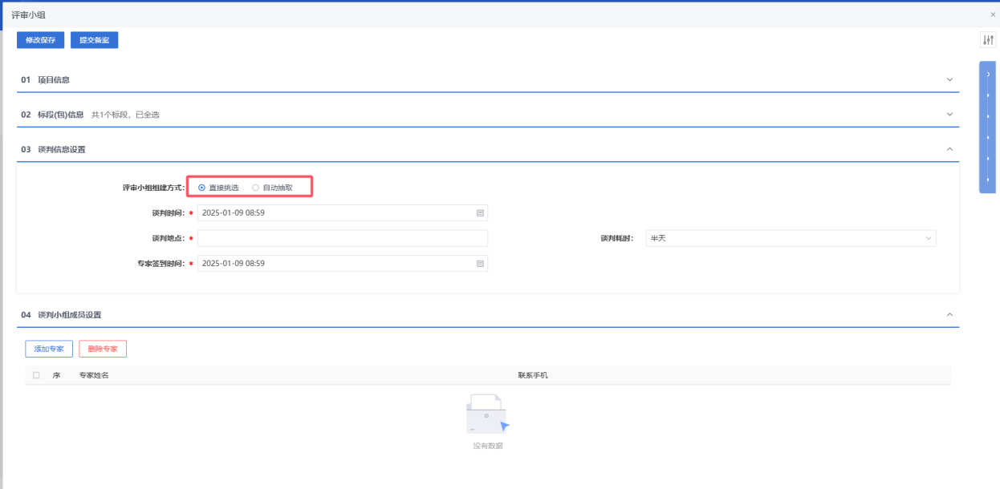 评审小组
修改保存 提交备案
01 项目信息
02 标段(包)信息 共1个标段，已全选
03 谈判信息设置
评审小组组建方式: 直接挑选 自动抽取
谈判时间: * 2025-01-09 08:59
谈判地点: * 谈判耗时: 半天
专家签到时间: * 2025-01-09 08:59
04 谈判小组成员设置
添加专家 删除专家
序 专家姓名 联系手机
没有数据